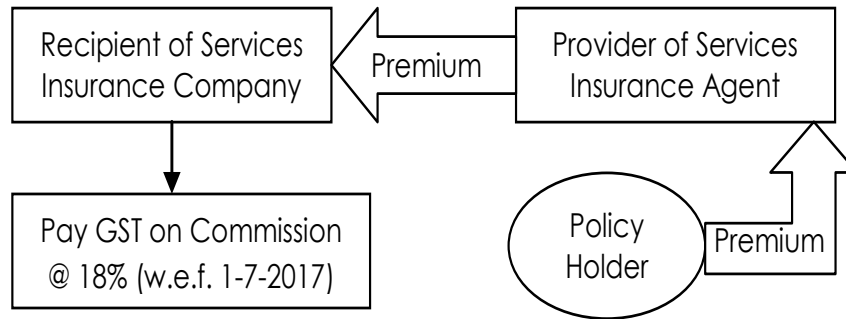 Recipient of Services
Insurance Company
Premium
Provider of Services
Insurance Agent
Pay GST on Commission
@ 18% (w.e.f. 1-7-2017)
Policy
Holder
Premium